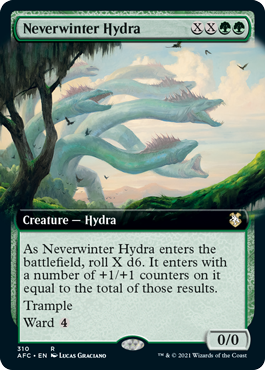 Neverwinter Hydra XXGG
Creature — Hydra
As Neverwinter Hydra enters the
battlefield, roll X d6. It enters with
a number of +1/+1 counters on it
equal to the total of those results.
Trample
Ward 4
0/0
310 R
AFC • EN LUCAS GRACIANO
™ & © 2021 Wizards of the Coast